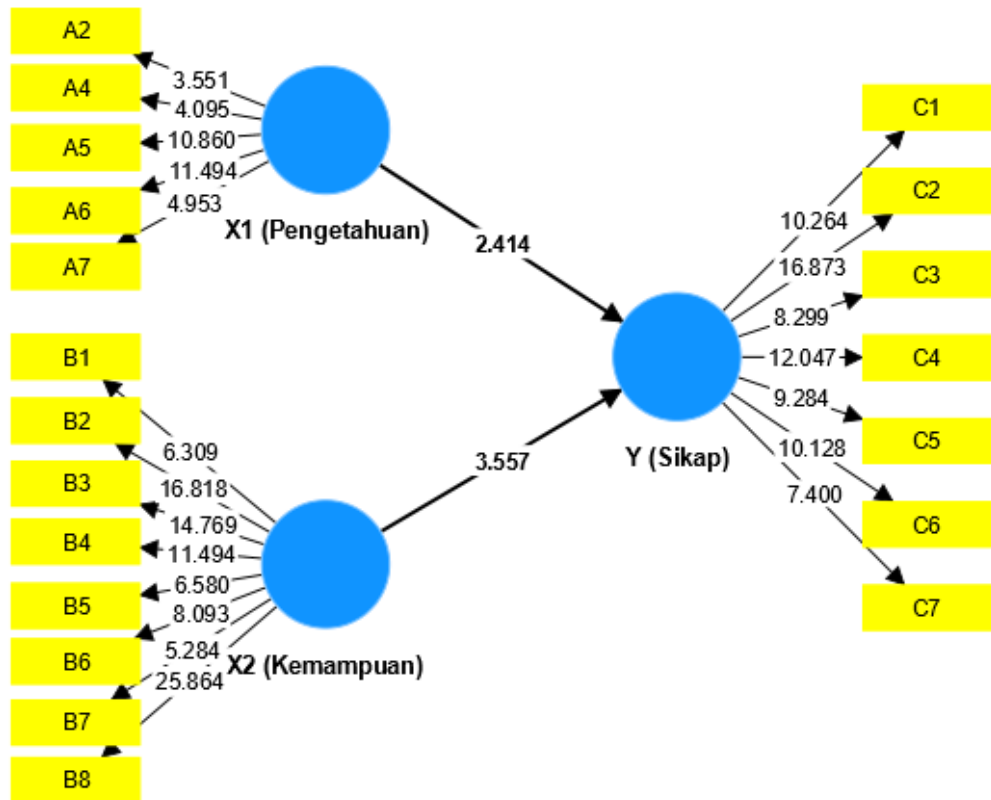 A2
A4
A5
A6
A7
3.551
4.095
10.860
11.494
4.953
X1 (Pengetahuan)
2.414
B1
B2
B3
B4
B5
B6
B7
B8
6.309
16.818
14.769
11.494
6.580
8.093
5.284
25.864
X2 (Kemampuan)
3.557
Y (Sikap)
10.264
16.873
8.299
12.047
9.284
10.128
7.400
C1
C2
C3
C4
C5
C6
C7